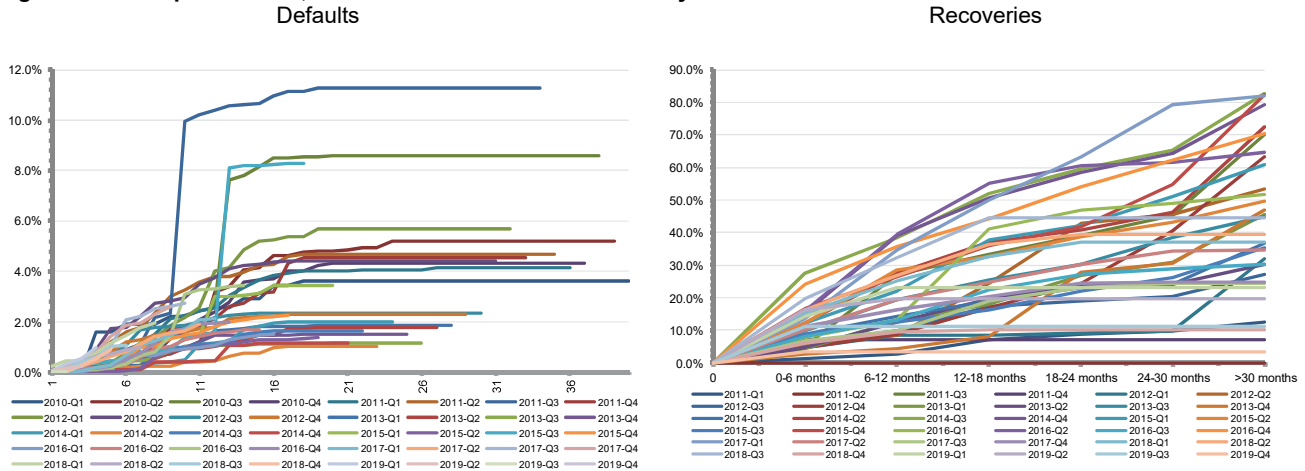 Defaults
12.0%
10.0%
8.0%
6.0%
4.0%
2.0%
0.0%
1 6 11 16 21 26 31 36
2010-Q1 2010-Q2 2010-Q3 2010-Q4 2011-Q1 2011-Q2 2011-Q3 2011-Q4
2012-Q1 2012-Q2 2012-Q3 2012-Q4 2013-Q1 2013-Q2 2013-Q3 2013-Q4
2014-Q1 2014-Q2 2014-Q3 2014-Q4 2015-Q1 2015-Q2 2015-Q3 2015-Q4
2016-Q1 2016-Q2 2016-Q3 2016-Q4 2017-Q1 2017-Q2 2017-Q3 2017-Q4
2018-Q1 2018-Q2 2018-Q3 2018-Q4 2019-Q1 2019-Q2 2019-Q3 2019-Q4
Recoveries
90.0%
80.0%
70.0%
60.0%
50.0%
40.0%
30.0%
20.0%
10.0%
0.0%
0 0-6 months 6-12 months 12-18 months 18-24 months 24-30 months >30 months
2011-Q1 2011-Q2 2011-Q3 2011-Q4 2012-Q1 2012-Q2
2012-Q3 2012-Q4 2013-Q1 2013-Q2 2013-Q3 2013-Q4
2014-Q1 2014-Q2 2014-Q3 2014-Q4 2015-Q1 2015-Q2
2015-Q3 2015-Q4 2016-Q1 2016-Q2 2016-Q3 2016-Q4
2017-Q1 2017-Q2 2017-Q3 2017-Q4 2018-Q1 2018-Q2
2018-Q3 2018-Q4 2019-Q1 2019-Q2 2019-Q3 2019-Q4